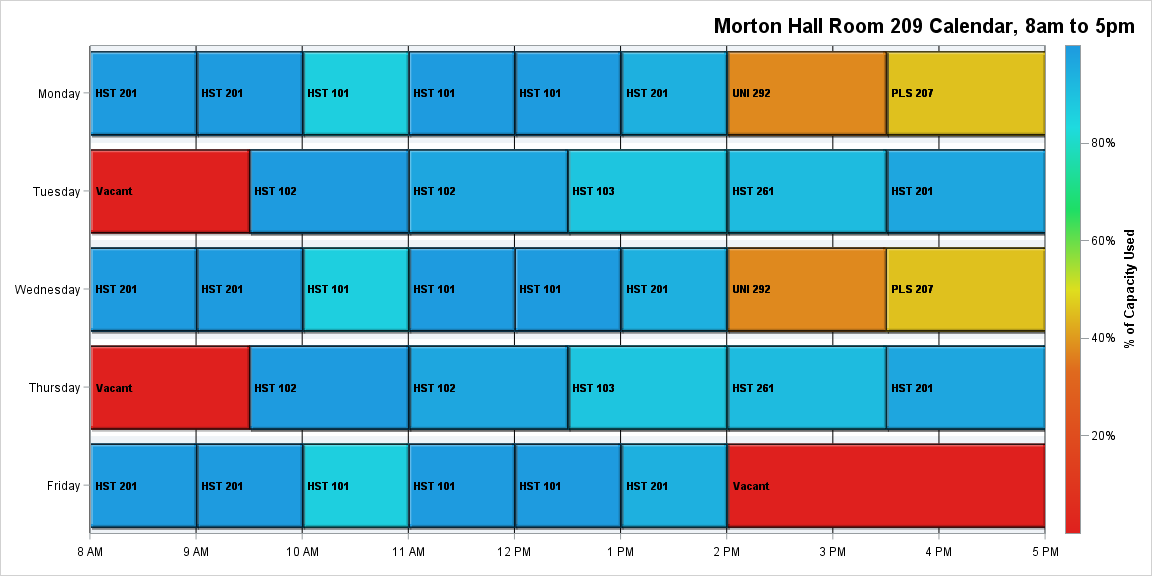 Morton Hall Room 209 Calendar, 8am to 5pm
Monday
HST 201
HST 201
HST 101
HST 101
HST 101
HST 201
UNI 292
PLS 207
Tuesday
Vacant
HST 102
HST 102
HST 103
HST 261
HST 201
Wednesday
HST 201
HST 201
HST 101
HST 101
HST 101
HST 201
UNI 292
PLS 207
Thursday
Vacant
HST 102
HST 102
HST 103
HST 261
HST 201
Friday
HST 201
HST 201
HST 101
HST 101
HST 101
HST 201
Vacant
8 AM
9 AM
10 AM
11 AM
12 PM
1 PM
2 PM
3 PM
4 PM
5 PM
80%
60%
40%
20%
% of Capacity Used